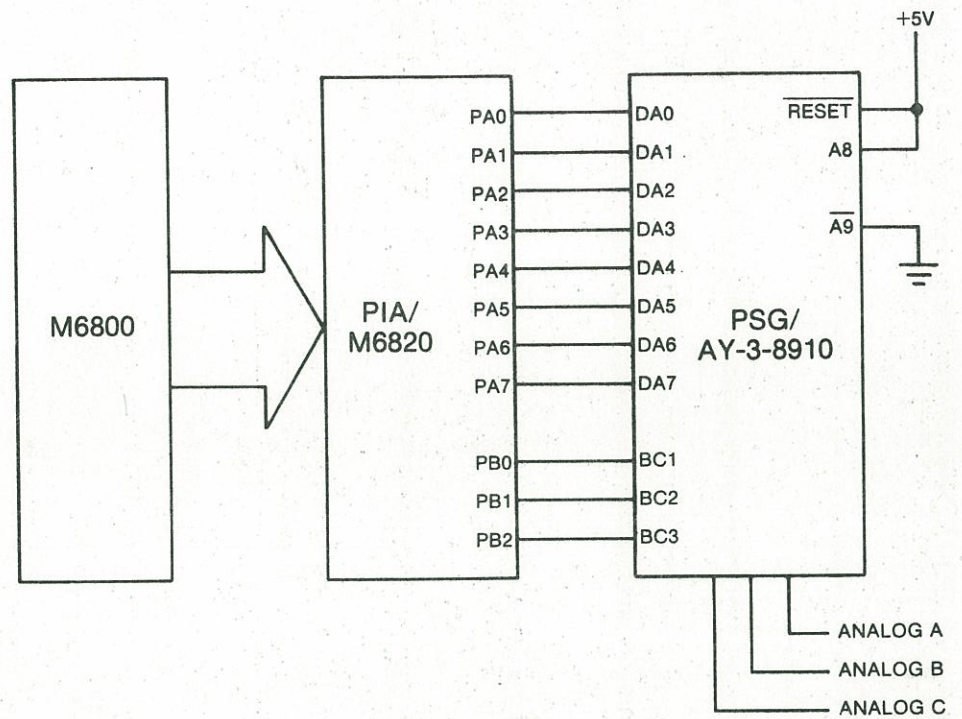 +5V
M6800
PIA/
M6820
PA0
PA1
PA2
PA3
PA4
PA5
PA6
PA7
PB0
PB1
PB2
DA0
DA1
DA2
DA3
DA4
DA5
DA6
DA7
BC1
BC2
BC3
PSG/
AY-3-8910
RESET
A8
A9
ANALOG A
ANALOG B
ANALOG C